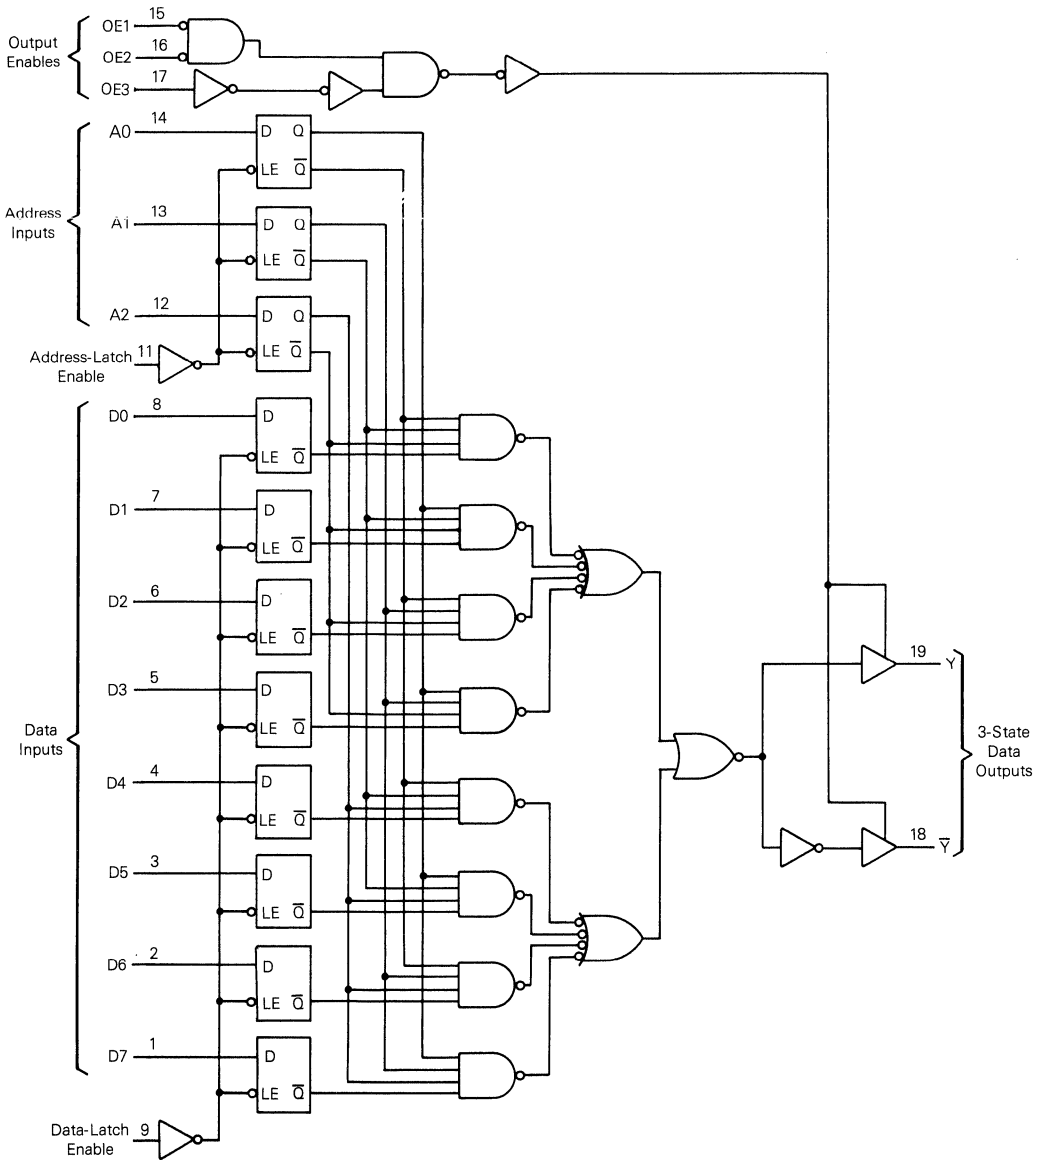 Output
Enables
OE1 15
OE2 16
OE3 17
Address
Inputs
A0 14
D Q
LE Q̅
A1 13
D Q
LE Q̅
A2 12
D Q
LE Q̅
Address-Latch 11
Enable
Data
Inputs
D0 8
D
LE Q̅
D1 7
D
LE Q̅
D2 6
D
LE Q̅
D3 5
D
LE Q̅
D4 4
D
LE Q̅
D5 3
D
LE Q̅
D6 2
D
LE Q̅
D7 1
D
LE Q̅
Data-Latch 9
Enable
19 Y
18 Y̅
3-State
Data
Outputs